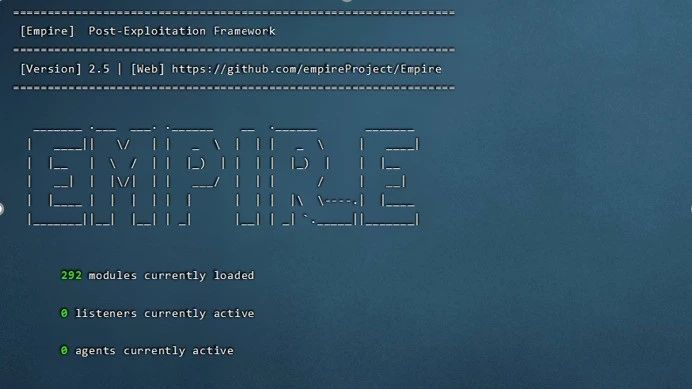 ================================================================
[Empire]  Post-Exploitation Framework
================================================================
[Version] 2.5 | [Web] https://github.com/empireProject/Empire
================================================================
EMPIRE
292 modules currently loaded
0 listeners currently active
0 agents currently active